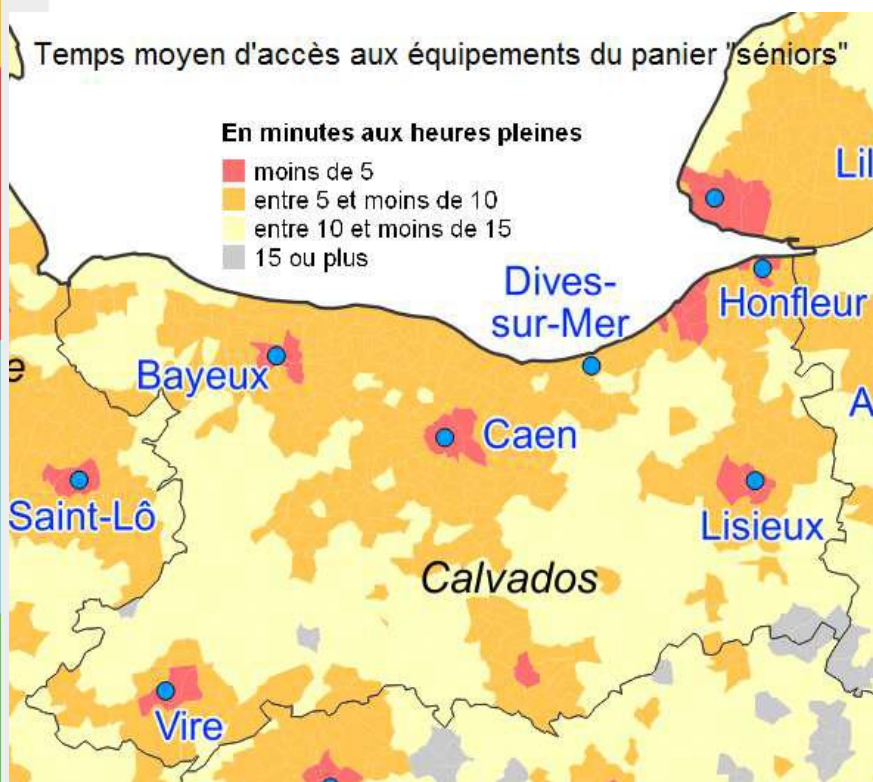 Temps moyen d'accès aux équipements du panier "séniors"
En minutes aux heures pleines
moins de 5
entre 5 et moins de 10
entre 10 et moins de 15
15 ou plus
Lil
Dives-
sur-Mer
Honfleur
e
Bayeux
A
Caen
Saint-Lô
Lisieux
Calvados
Vire